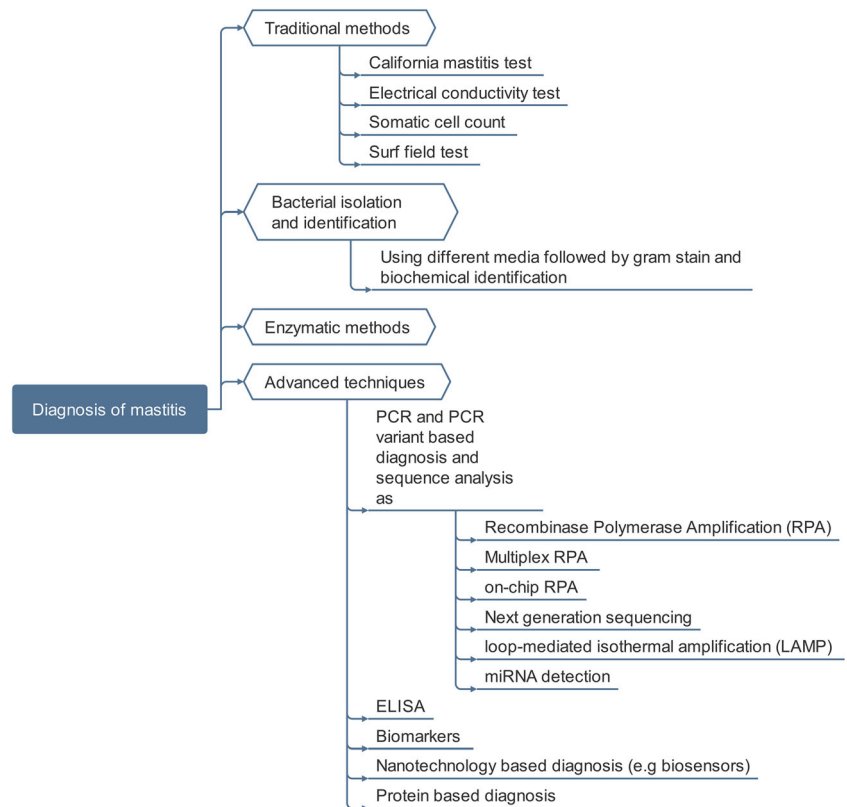 Traditional methods
California mastitis test
Electrical conductivity test
Somatic cell count
Surf field test
Bacterial isolation
and identification
Using different media followed by gram stain and
biochemical identification
Enzymatic methods
Advanced techniques
Diagnosis of mastitis
PCR and PCR
variant based
diagnosis and
sequence analysis
as
Recombinase Polymerase Amplification (RPA)
Multiplex RPA
on-chip RPA
Next generation sequencing
loop-mediated isothermal amplification (LAMP)
miRNA detection
ELISA
Biomarkers
Nanotechnology based diagnosis (e.g biosensors)
Protein based diagnosis